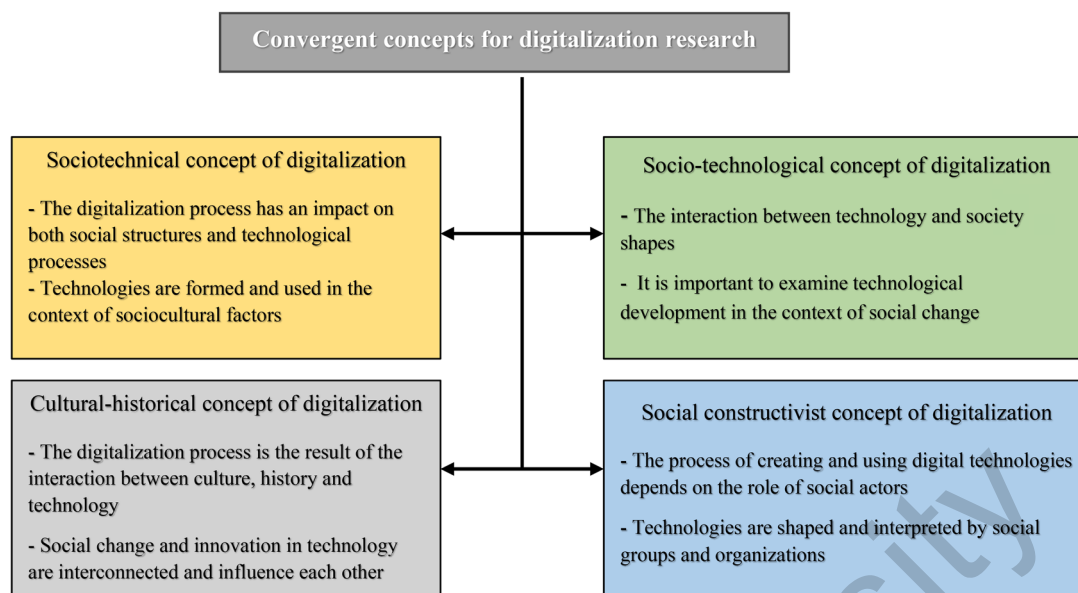 Convergent concepts for digitalization research
Sociotechnical concept of digitalization
- The digitalization process has an impact on
both social structures and technological
processes
- Technologies are formed and used in the
context of sociocultural factors
Socio-technological concept of digitalization
- The interaction between technology and society
shapes
- It is important to examine technological
development in the context of social change
Cultural-historical concept of digitalization
- The digitalization process is the result of the
interaction between culture, history and
technology
- Social change and innovation in technology
are interconnected and influence each other
Social constructivist concept of digitalization
- The process of creating and using digital technologies
depends on the role of social actors
- Technologies are shaped and interpreted by social
groups and organizations